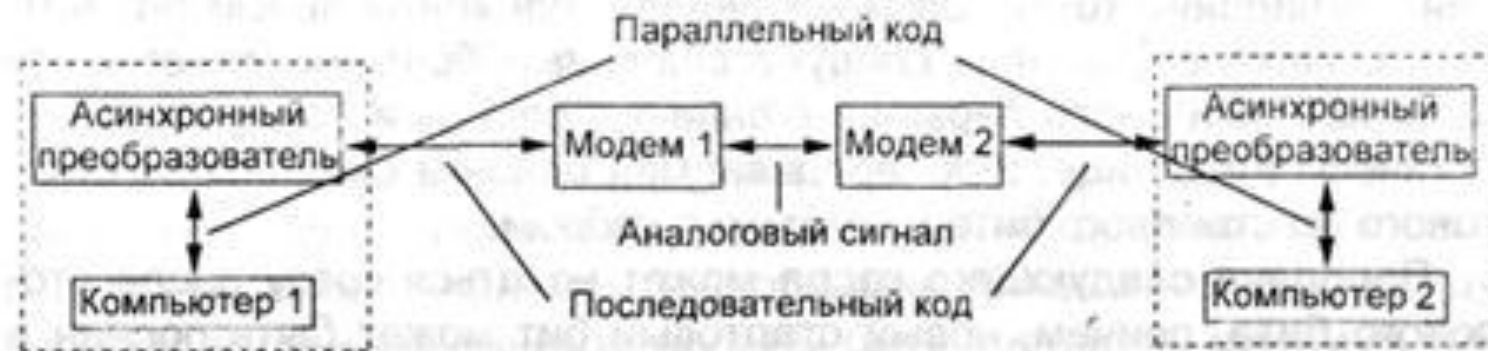 Параллельный код
Асинхронный
преобразователь
Модем 1
Модем 2
Асинхронный
преобразователь
Аналоговый сигнал
Компьютер 1
Последовательный код
Компьютер 2